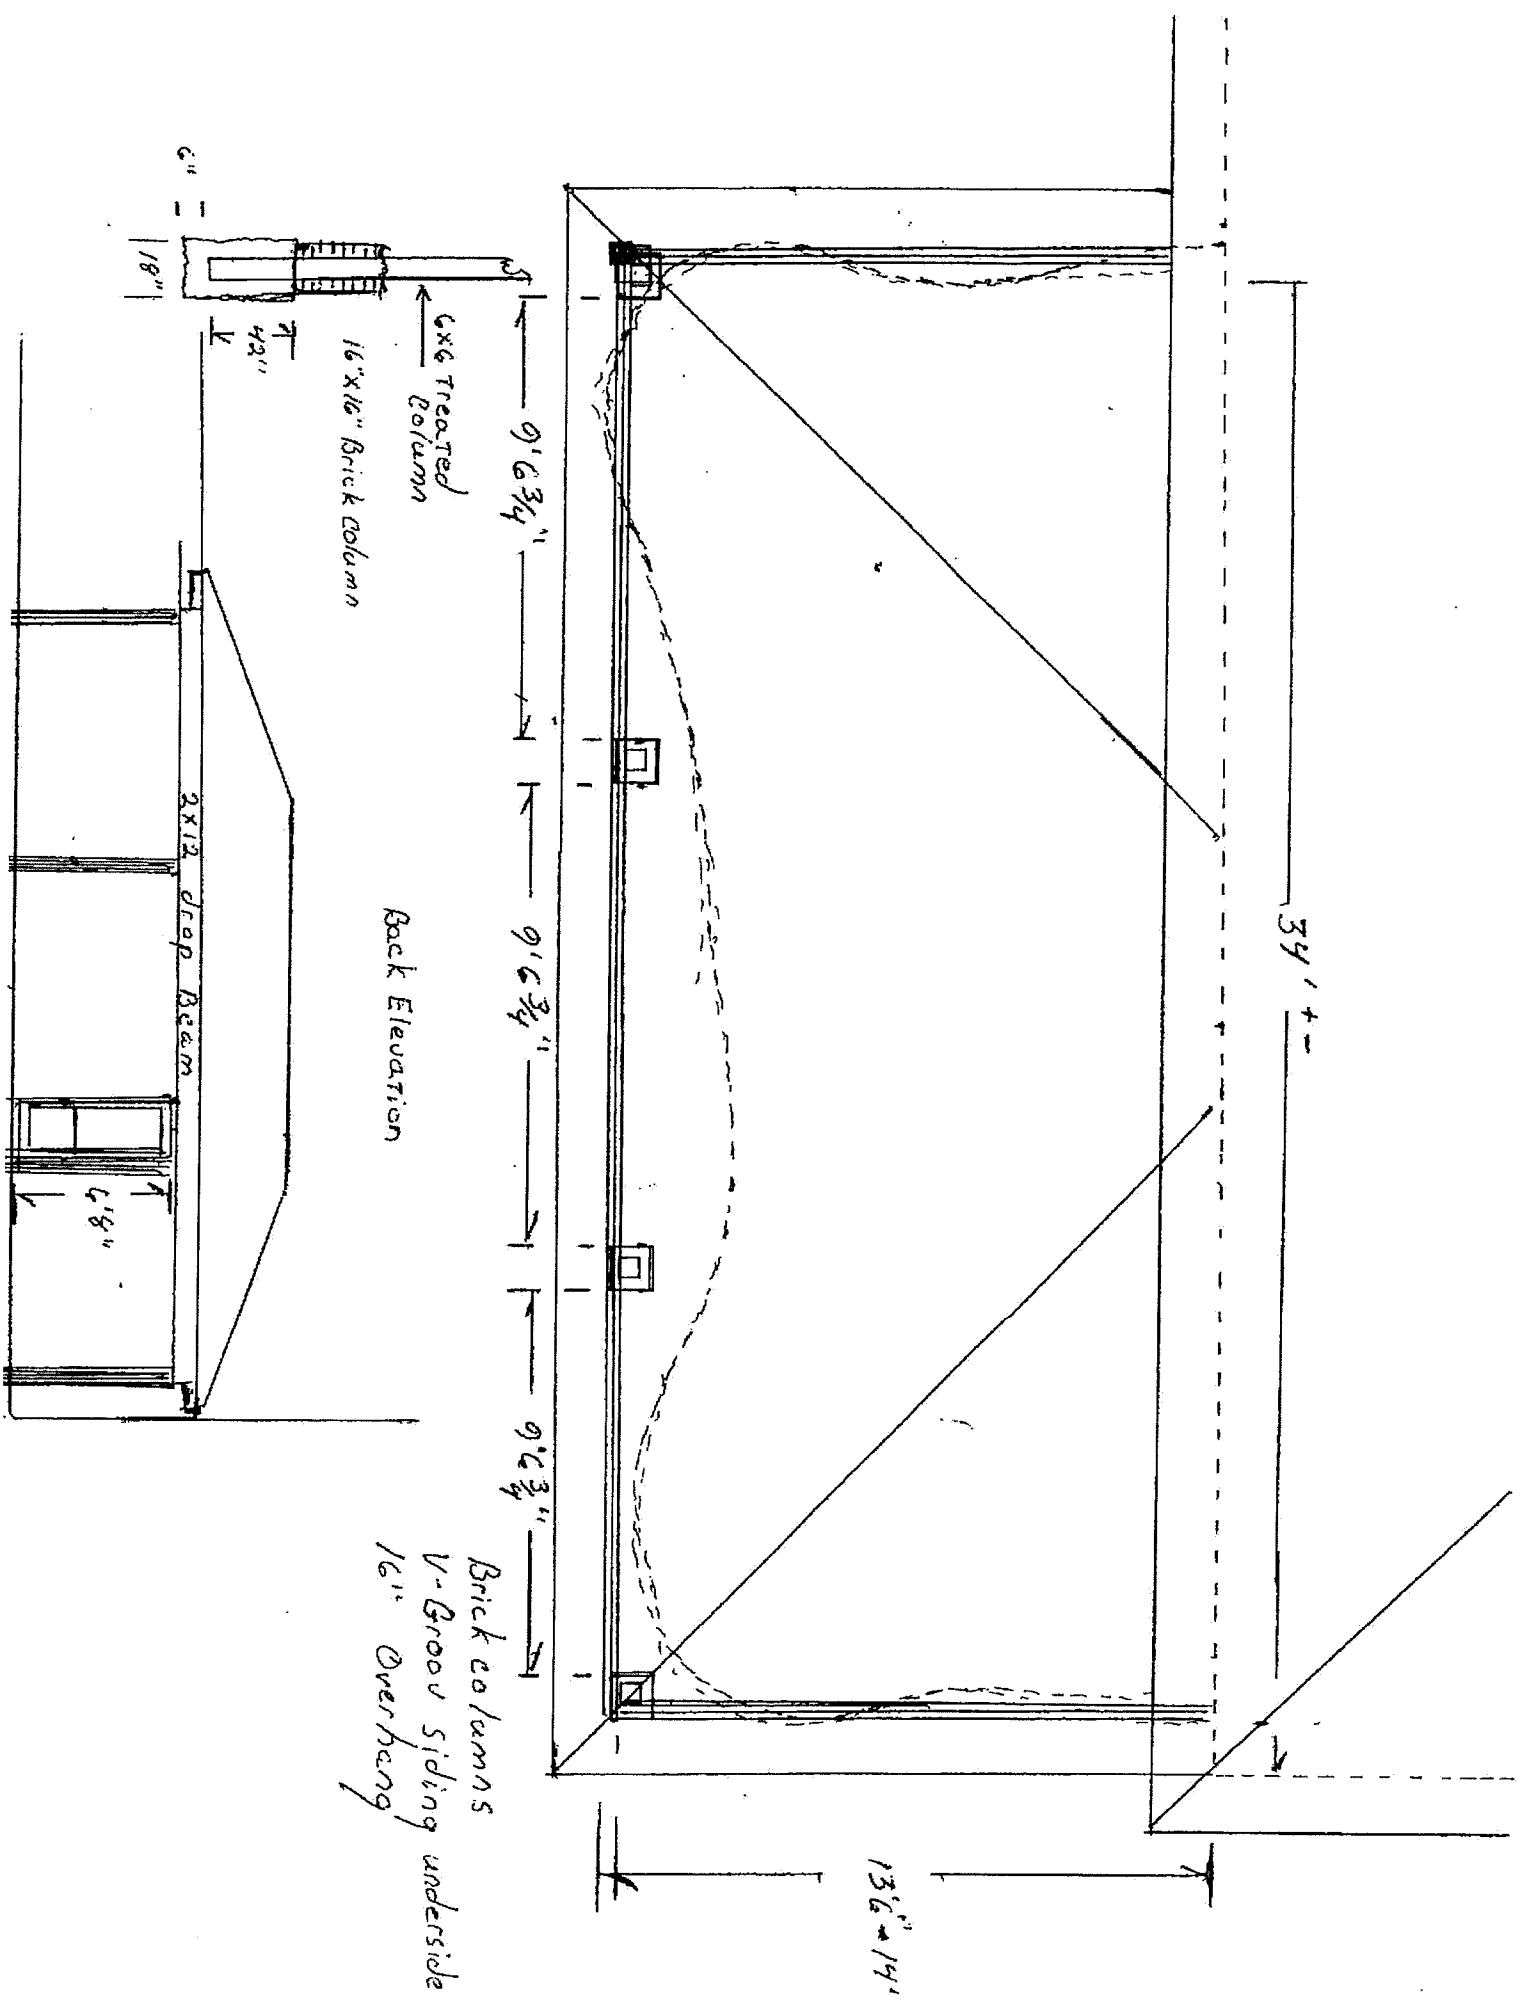 34' + -
13'6" - 14'
9' 6 3/4"
9' 6 3/4"
9' 6 3/4"
Brick columns
V-Groov Siding underside
16" Overhang
Back Elevation
6x6 Treated
Column
16"x16" Brick Column
42"
18"
6"
2x12 drop Beam
6'8"